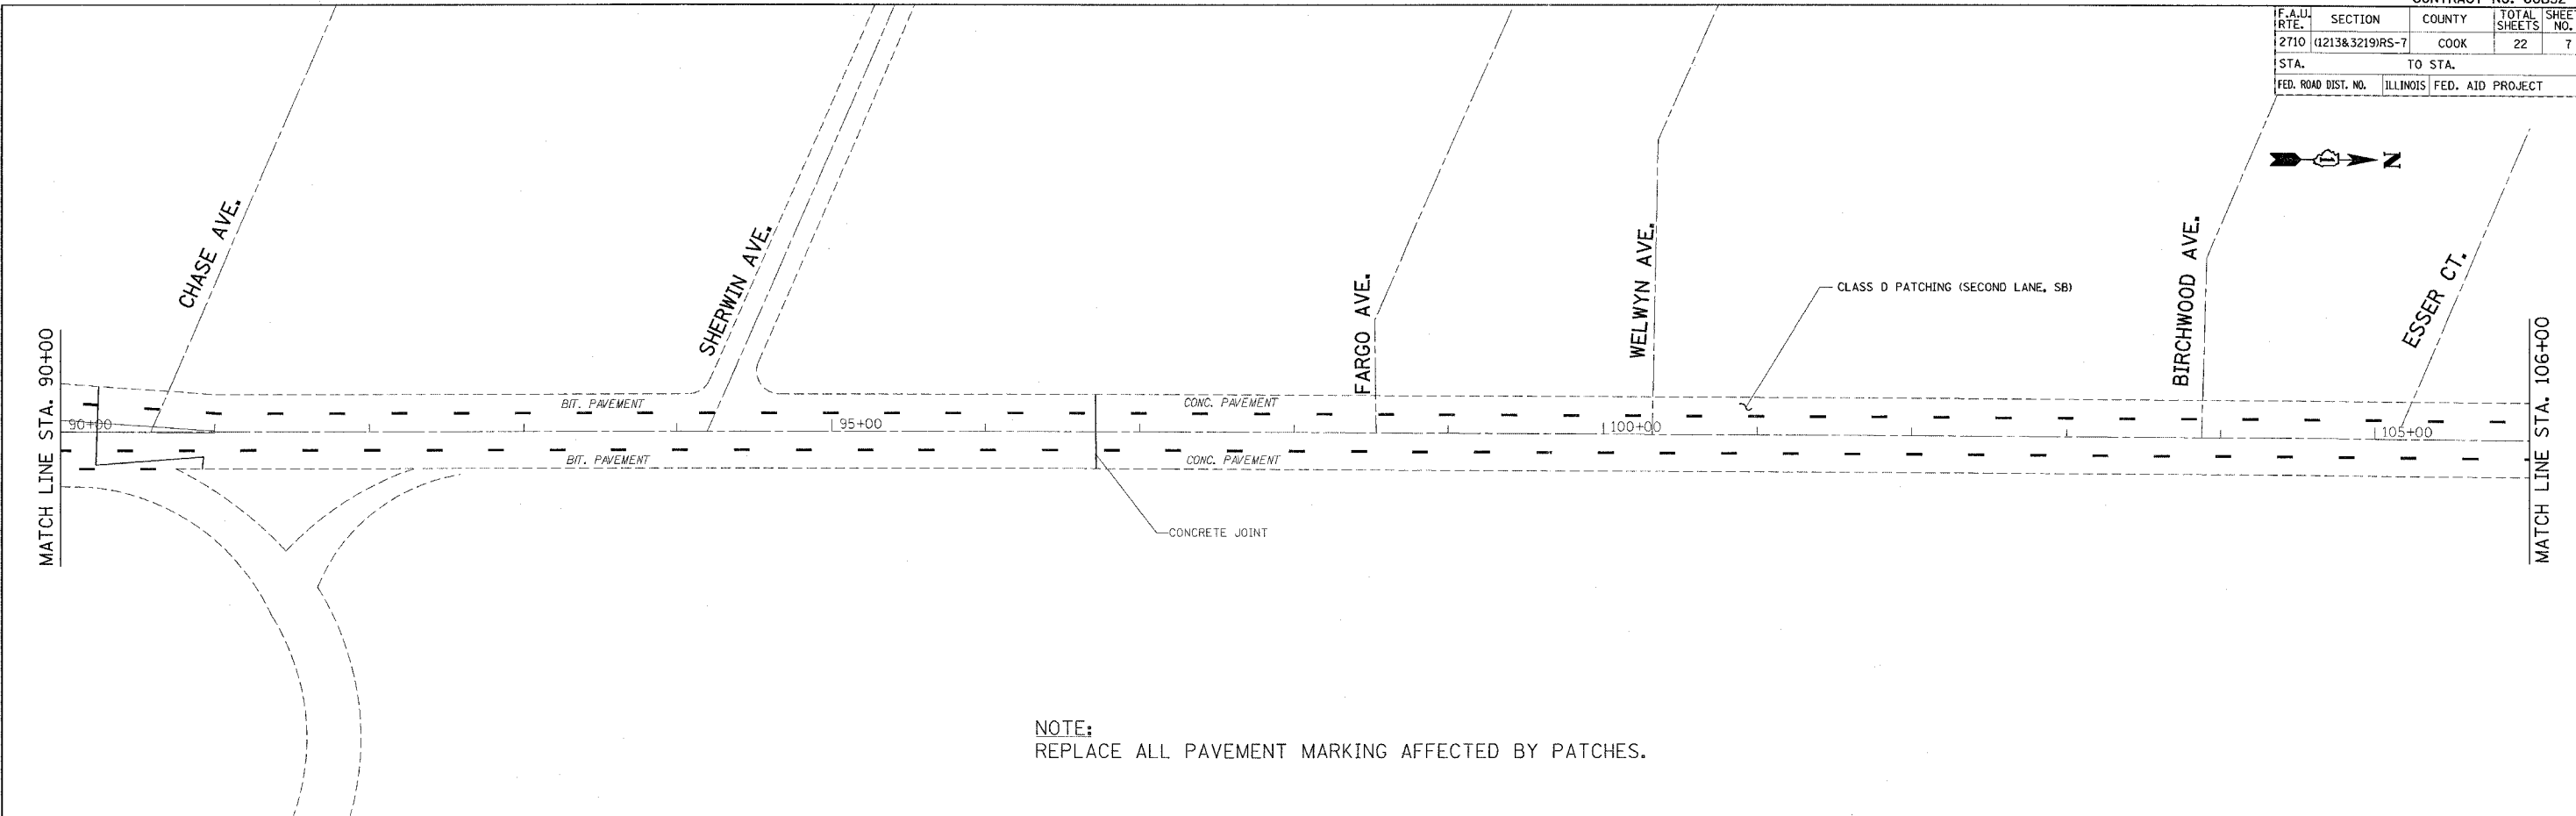 F.A.U. RTE. SECTION COUNTY TOTAL SHEETS SHEET NO.
2710 (1213&3219)RS-7 COOK 22 7
STA. TO STA.
FED. ROAD DIST. NO. ILLINOIS FED. AID PROJECT
N
CHASE AVE.
SHERWIN AVE.
FARGO AVE.
WELWYN AVE.
CLASS D PATCHING (SECOND LANE, SB)
BIRCHWOOD AVE.
ESSER CT.
MATCH LINE STA. 90+00
BIT. PAVEMENT
CONC. PAVEMENT
90+00
95+00
100+00
105+00
BIT. PAVEMENT
CONC. PAVEMENT
MATCH LINE STA. 106+00
CONCRETE JOINT
NOTE:
REPLACE ALL PAVEMENT MARKING AFFECTED BY PATCHES.